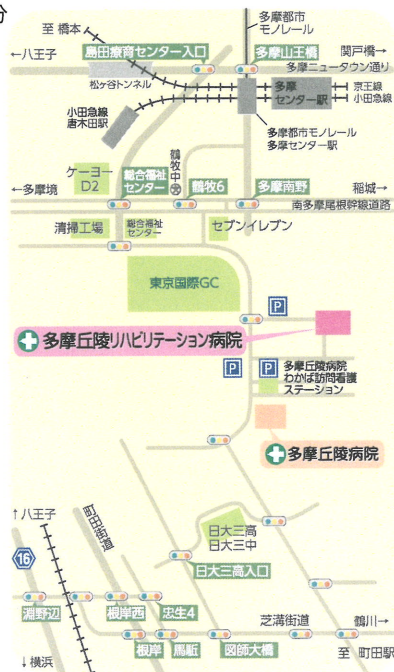 分
至 橋本
←八王子
島田療育センター入口
多摩都市
モノレール
多摩山王橋
関戸橋→
多摩ニュータウン通り
松ヶ谷トンネル
多摩
センター駅
京王線
小田急線
小田急線
唐木田駅
多摩都市モノレール
多摩センター駅
ケーヨー
D2
総合福祉
センター
鶴牧中
鶴牧6
多摩南野
←多摩境
稲城→
南多摩尾根幹線道路
清掃工場
総合福祉
センター
セブンイレブン
東京国際GC
P
多摩丘陵リハビリテーション病院
P
P
多摩丘陵病院
わかば訪問看護
ステーション
多摩丘陵病院
↑八王子
町田街道
16
日大三高
日大三中
日大三高入口
淵野辺
根岸西
忠生4
芝溝街道
鶴川→
↓横浜
根岸
馬駈
図師大橋
至 町田駅